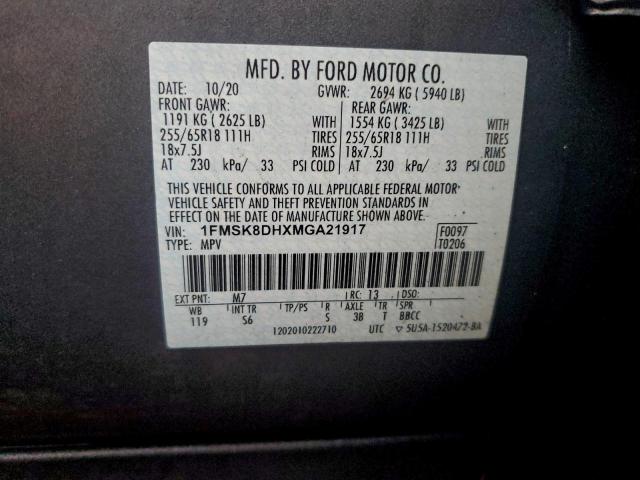 MFD. BY FORD MOTOR CO.
DATE: 10/20 GVWR: 2694 KG ( 5940 LB)
FRONT GAWR: REAR GAWR:
1191 KG ( 2625 LB) WITH 1554 KG ( 3425 LB) WITH
255/65R18 111H TIRES 255/65R18 111H TIRES
18x7.5J RIMS 18x7.5J RIMS
AT 230 kPa/ 33 PSI COLD AT 230 kPa/ 33 PSI COLD
THIS VEHICLE CONFORMS TO ALL APPLICABLE FEDERAL MOTOR
VEHICLE SAFETY AND THEFT PREVENTION STANDARDS IN
EFFECT ON THE DATE OF MANUFACTURE SHOWN ABOVE.
VIN: 1FMSK8DHXMGA21917 F0097
TYPE: MPV T0206
EXT PNT: M7 RC: 13 DSO:
WB INT TR TP/PS R AXLE TR SPR
119 S6 S 3B T BBCC
1202010222710 UTC ▽ 5U5A-1520472-BA